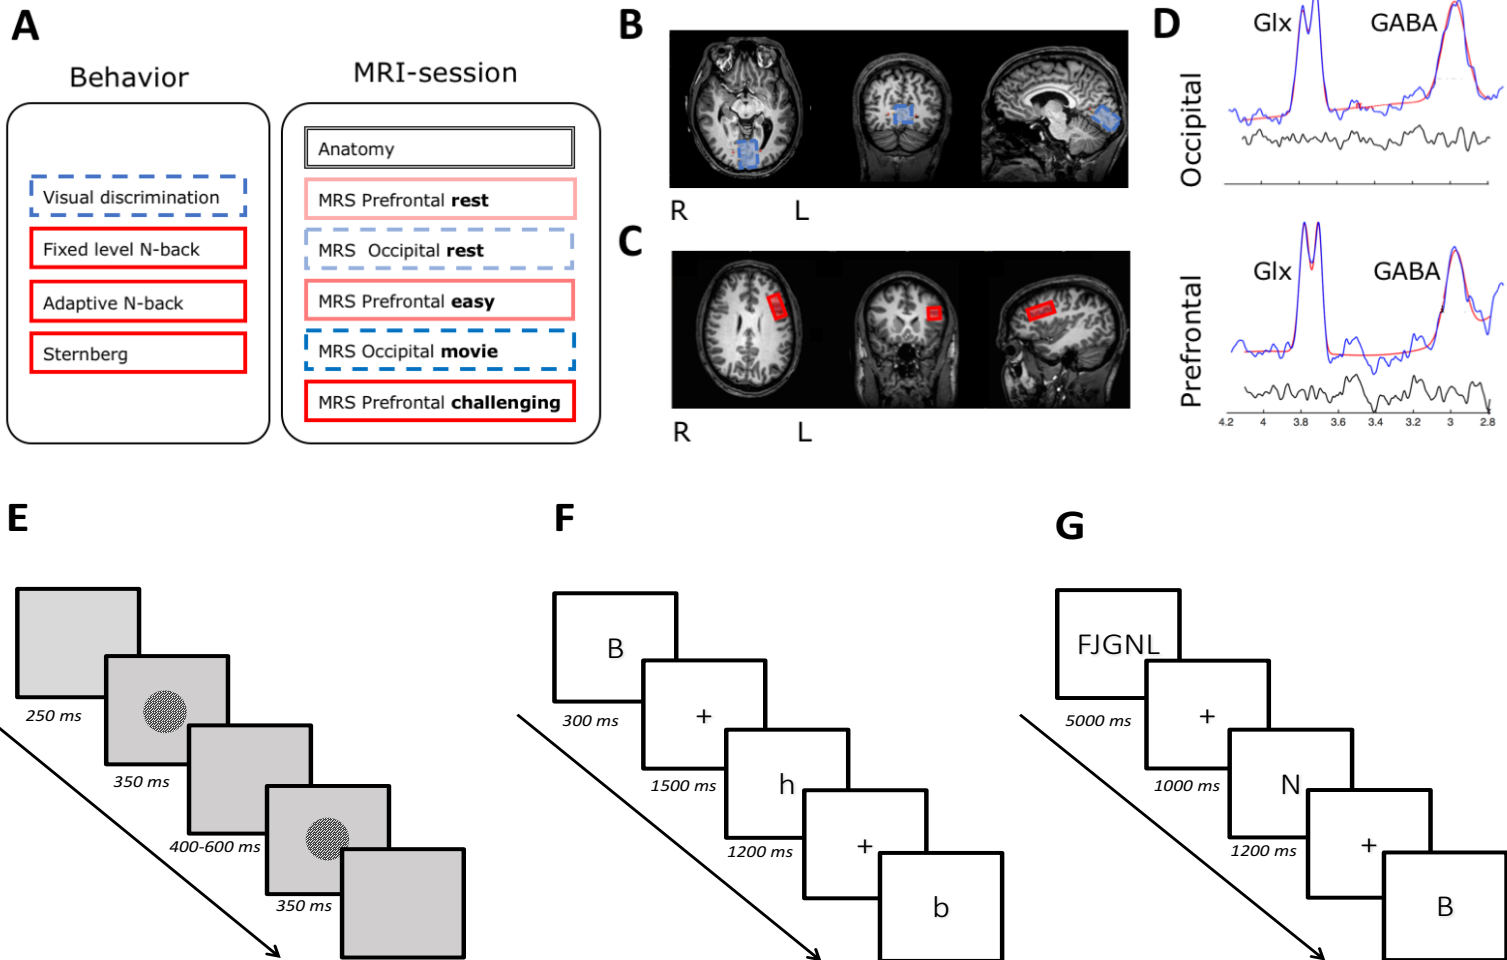 A
Behavior
MRI-session
Visual discrimination
Fixed level N-back
Adaptive N-back
Sternberg
Anatomy
MRS Prefrontal rest
MRS Occipital rest
MRS Prefrontal easy
MRS Occipital movie
MRS Prefrontal challenging
B
R L
C
R L
D
Occipital
Glx GABA
Prefrontal
Glx GABA
4.2 4 3.8 3.6 3.4 3.2 3 2.8
E
250 ms
350 ms
400-600 ms
350 ms
F
B
300 ms
+
1500 ms
h
1200 ms
+
b
G
FJGNL
5000 ms
+
1000 ms
N
1200 ms
+
B